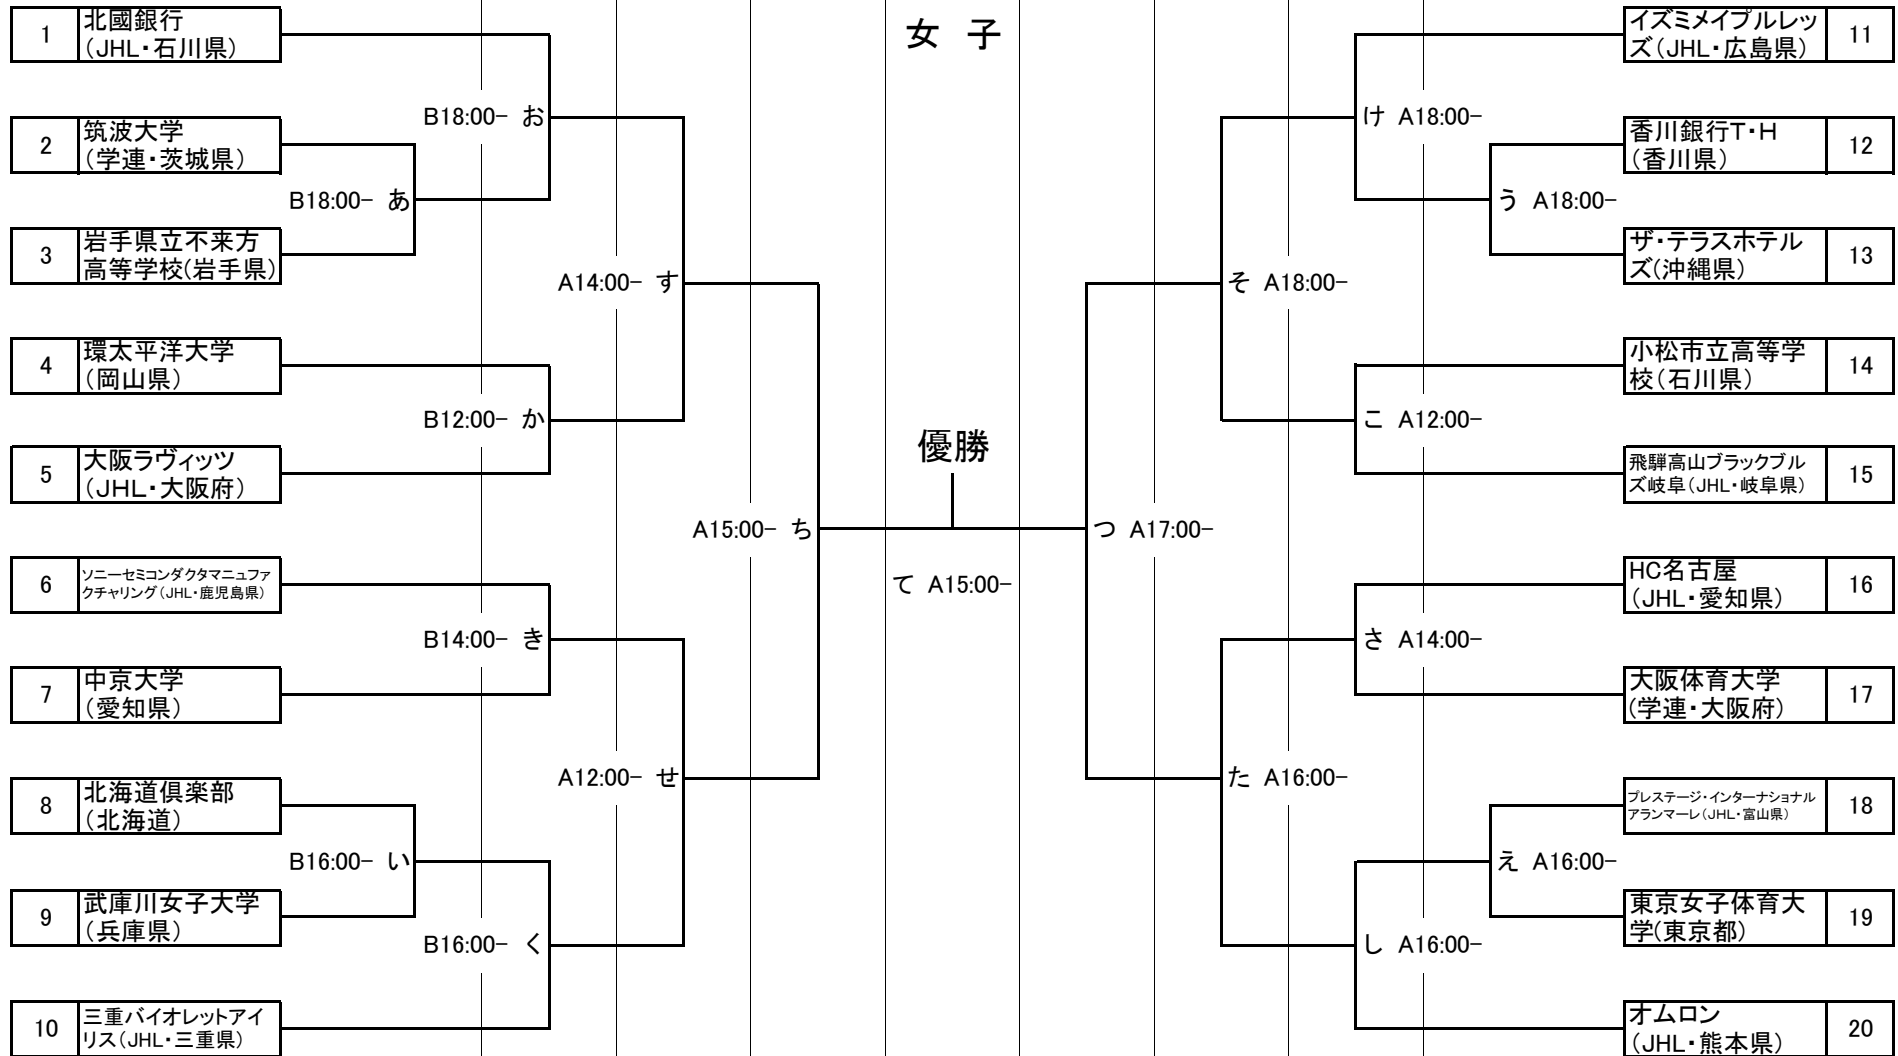 女 子
1
北國銀行
(JHL・石川県)
2
筑波大学
(学連・茨城県)
3
岩手県立不来方
高等学校(岩手県)
4
環太平洋大学
(岡山県)
5
大阪ラヴィッツ
(JHL・大阪府)
6
ソニーセミコンダクタマニュファ
クチャリング(JHL・鹿児島県)
7
中京大学
(愛知県)
8
北海道倶楽部
(北海道)
9
武庫川女子大学
(兵庫県)
10
三重バイオレットアイ
リス(JHL・三重県)
B18:00- あ
B16:00- い
B18:00- お
B12:00- か
B14:00- き
B16:00- く
A14:00- す
A12:00- せ
A15:00- ち
優勝
て A15:00-
つ A17:00-
そ A18:00-
た A16:00-
け A18:00-
こ A12:00-
さ A14:00-
し A16:00-
う A18:00-
え A16:00-
イズミメイプルレッ
ズ(JHL・広島県)
11
香川銀行T・H
(香川県)
12
ザ・テラスホテル
ズ(沖縄県)
13
小松市立高等学
校(石川県)
14
飛騨高山ブラックブル
ズ岐阜(JHL・岐阜県)
15
HC名古屋
(JHL・愛知県)
16
大阪体育大学
(学連・大阪府)
17
プレステージ・インターナショナル
アランマーレ(JHL・富山県)
18
東京女子体育大
学(東京都)
19
オムロン
(JHL・熊本県)
20